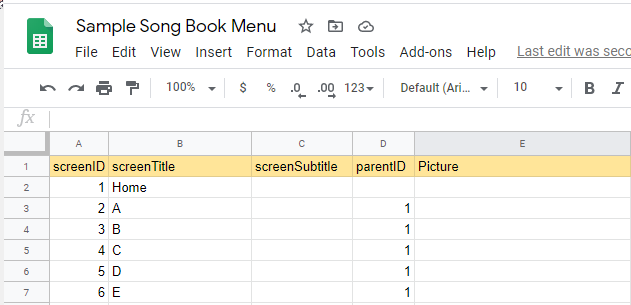 Sample Song Book Menu
File Edit View Insert Format Data Tools Add-ons Help Last edit was seco
100% $ % .0 .00 123 Default (Ari... 10 B I
fx
A B C D E
1 screenID screenTitle screenSubtitle parentID Picture
2 1 Home
3 2 A 1
4 3 B 1
5 4 C 1
6 5 D 1
7 6 E 1